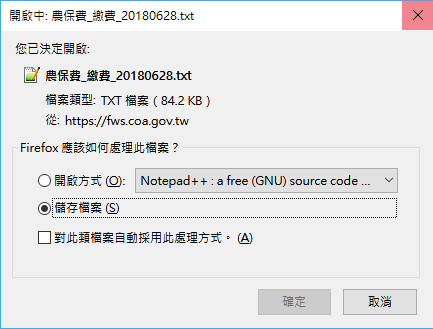 開啟中: 農保費_繳費_20180628.txt
您已決定開啟:
農保費_繳費_20180628.txt
檔案類型: TXT 檔案 (84.2 KB)
從: https://fws.coa.gov.tw
Firefox 應該如何處理此檔案？
開啟方式 (O): Notepad++ : a free (GNU) source code ...
儲存檔案 (S)
對此類檔案自動採用此處理方式。 (A)
確定 取消